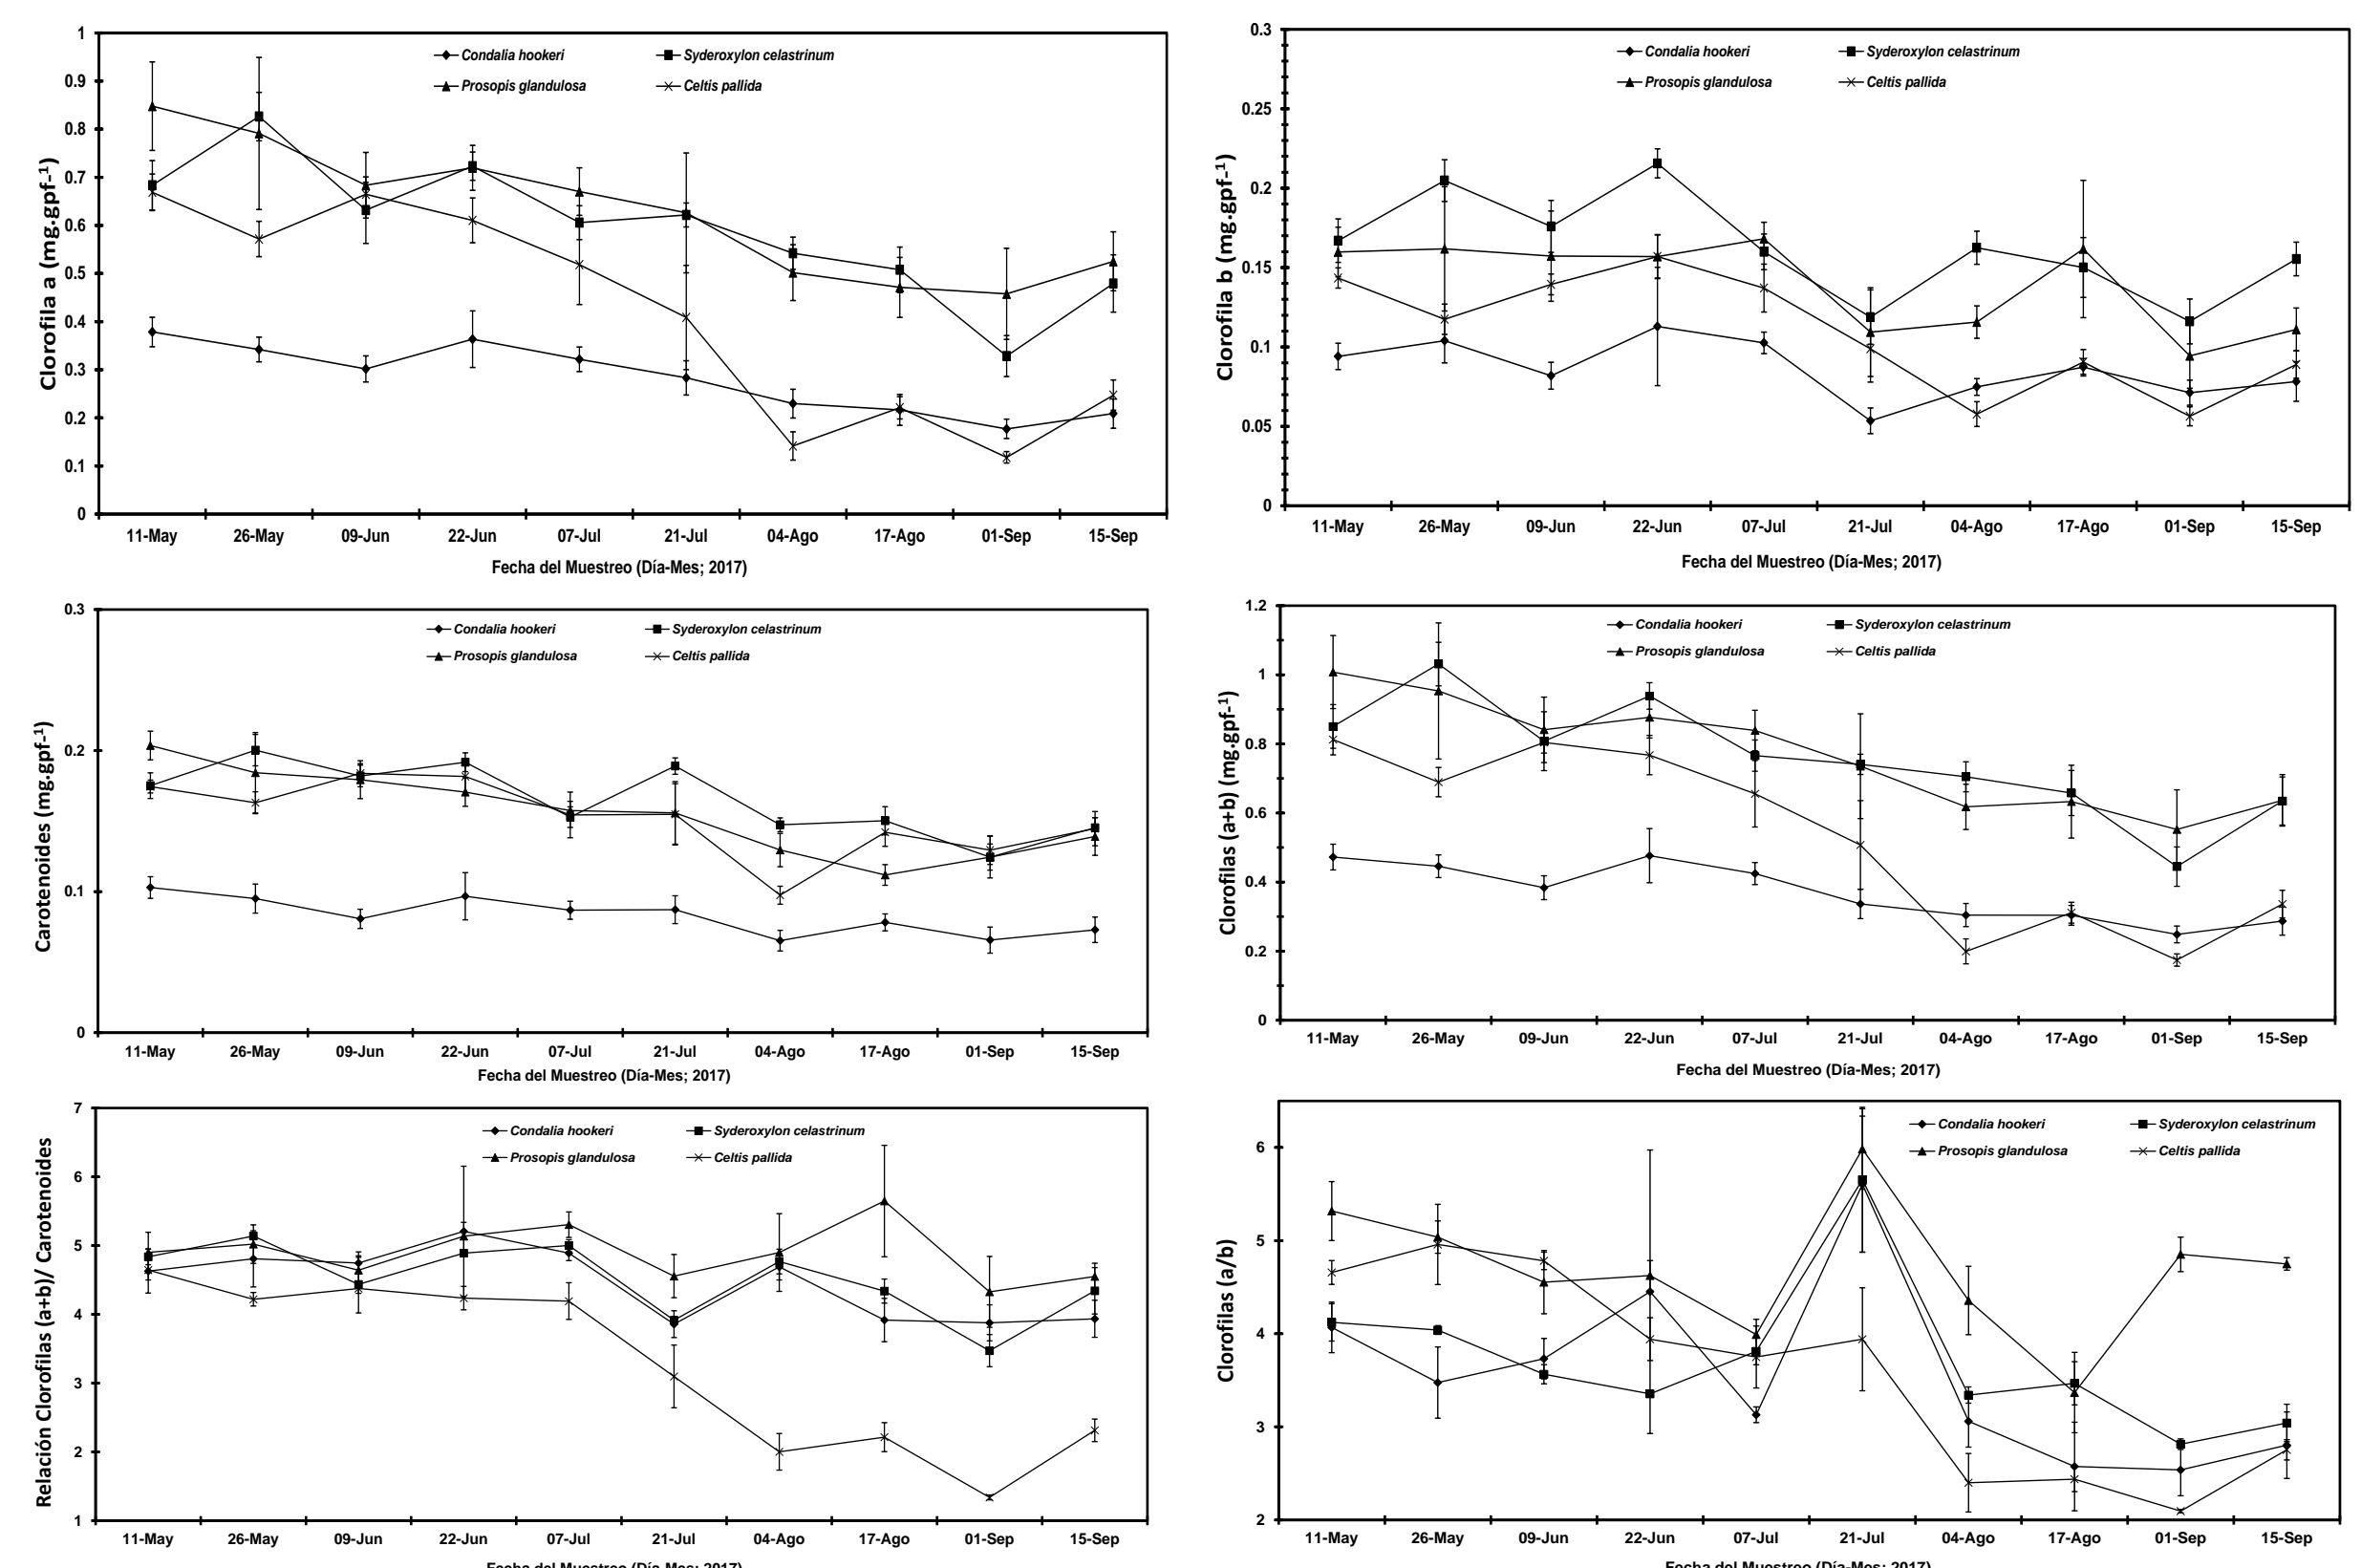 Clorofila a (mg.gpf-1)
1
0.9
0.8
0.7
0.6
0.5
0.4
0.3
0.2
0.1
0
Condalia hookeri
Syderoxylon celastrinum
Prosopis glandulosa
Celtis pallida
11-May 26-May 09-Jun 22-Jun 07-Jul 21-Jul 04-Ago 17-Ago 01-Sep 15-Sep
Fecha del Muestreo (Día-Mes; 2017)
Clorofila b (mg.gpf-1)
0.3
0.25
0.2
0.15
0.1
0.05
0
Condalia hookeri
Syderoxylon celastrinum
Prosopis glandulosa
Celtis pallida
11-May 26-May 09-Jun 22-Jun 07-Jul 21-Jul 04-Ago 17-Ago 01-Sep 15-Sep
Fecha del Muestreo (Día-Mes; 2017)
Carotenoides (mg.gpf-1)
0.3
0.2
0.1
0
Condalia hookeri
Syderoxylon celastrinum
Prosopis glandulosa
Celtis pallida
11-May 26-May 09-Jun 22-Jun 07-Jul 21-Jul 04-Ago 17-Ago 01-Sep 15-Sep
Fecha del Muestreo (Día-Mes; 2017)
Clorofilas (a+b) (mg.gpf-1)
1.2
1
0.8
0.6
0.4
0.2
0
Condalia hookeri
Syderoxylon celastrinum
Prosopis glandulosa
Celtis pallida
11-May 26-May 09-Jun 22-Jun 07-Jul 21-Jul 04-Ago 17-Ago 01-Sep 15-Sep
Fecha del Muestreo (Día-Mes; 2017)
Relación Clorofilas (a+b)/ Carotenoides
7
6
5
4
3
2
1
Condalia hookeri
Syderoxylon celastrinum
Prosopis glandulosa
Celtis pallida
11-May 26-May 09-Jun 22-Jun 07-Jul 21-Jul 04-Ago 17-Ago 01-Sep 15-Sep
Fecha del Muestreo (Día-Mes; 2017)
Clorofilas (a/b)
6
5
4
3
2
Condalia hookeri
Syderoxylon celastrinum
Prosopis glandulosa
Celtis pallida
11-May 26-May 09-Jun 22-Jun 07-Jul 21-Jul 04-Ago 17-Ago 01-Sep 15-Sep
Fecha del Muestreo (Día-Mes; 2017)